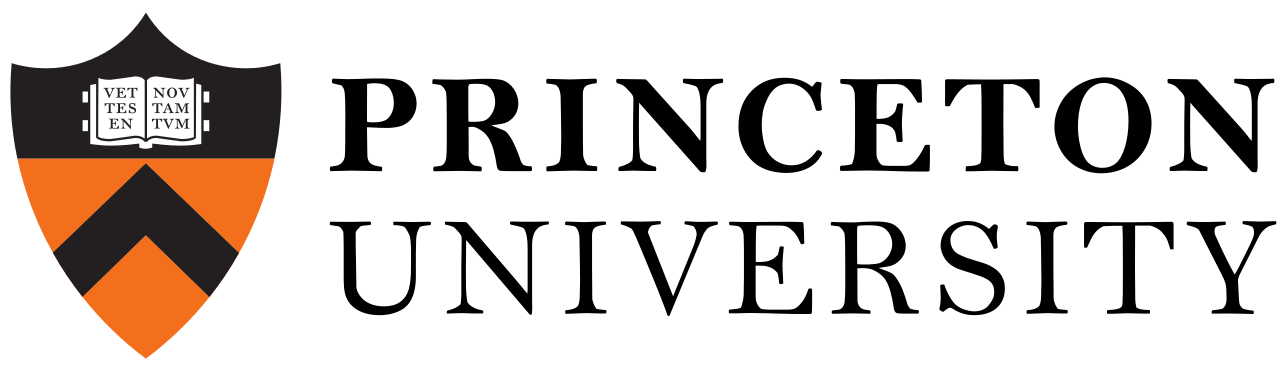 VET NOV
TES TAM
EN TVM
PRINCETON
UNIVERSITY